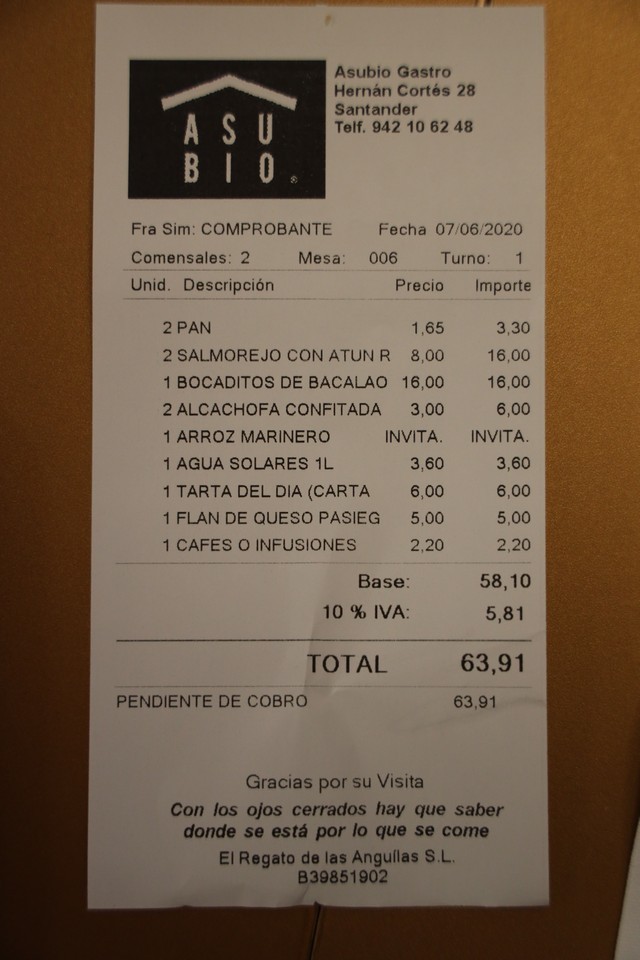 ASU
BIO®
Asubio Gastro
Hernán Cortés 28
Santander
Telf. 942 10 62 48
Fra Sim: COMPROBANTE Fecha 07/06/2020
Comensales: 2 Mesa: 006 Turno: 1
Unid. Descripción Precio Importe
2 PAN 1,65 3,30
2 SALMOREJO CON ATUN R 8,00 16,00
1 BOCADITOS DE BACALAO 16,00 16,00
2 ALCACHOFA CONFITADA 3,00 6,00
1 ARROZ MARINERO INVITA. INVITA.
1 AGUA SOLARES 1L 3,60 3,60
1 TARTA DEL DIA (CARTA 6,00 6,00
1 FLAN DE QUESO PASIEG 5,00 5,00
1 CAFES O INFUSIONES 2,20 2,20
Base: 58,10
10 % IVA: 5,81
TOTAL 63,91
PENDIENTE DE COBRO 63,91
Gracias por su Visita
Con los ojos cerrados hay que saber
donde se está por lo que se come
El Regato de las Anguilas S.L.
B39851902